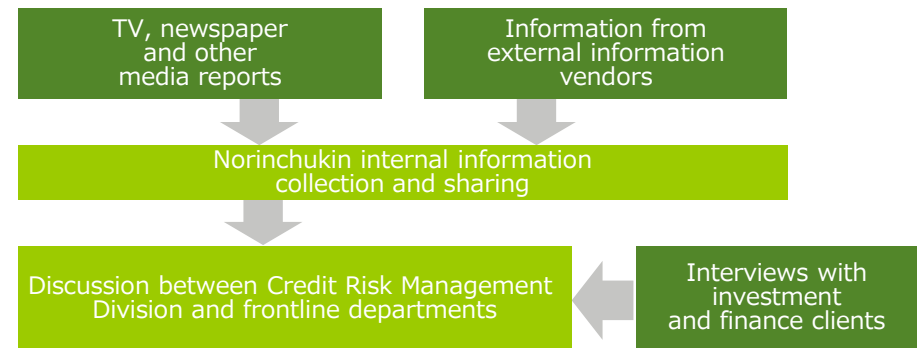 TV, newspaper
and other
media reports
Information from
external information
vendors
Norinchukin internal information
collection and sharing
Discussion between Credit Risk Management
Division and frontline departments
Interviews with
investment
and finance clients